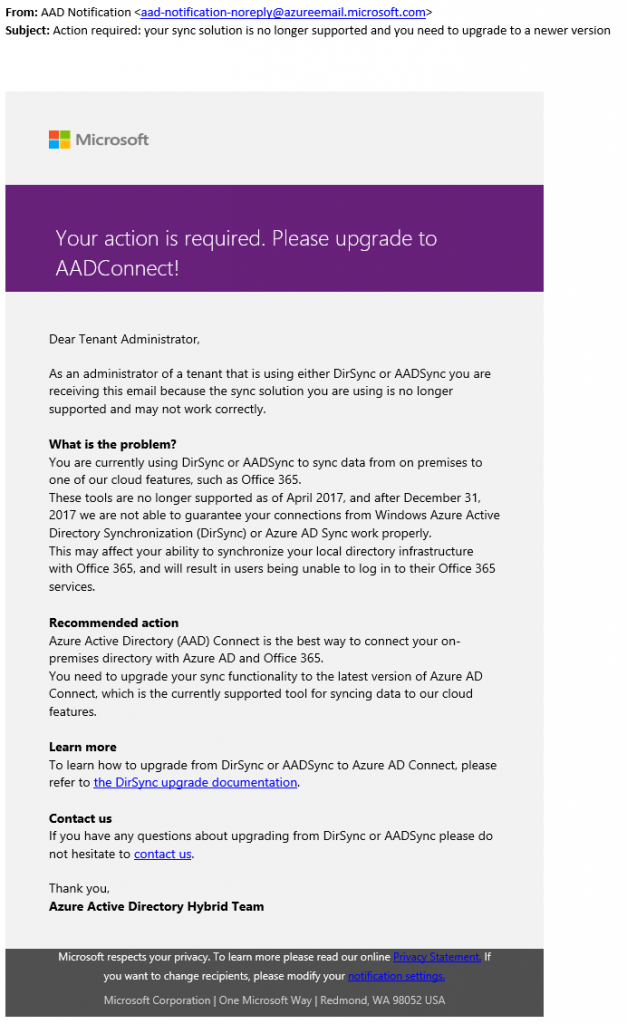 From: AAD Notification <aad-notification-noreply@azureemail.microsoft.com>
Subject: Action required: your sync solution is no longer supported and you need to upgrade to a newer version
Microsoft
Your action is required. Please upgrade to
AADConnect!
Dear Tenant Administrator,
As an administrator of a tenant that is using either DirSync or AADSync you are
receiving this email because the sync solution you are using is no longer
supported and may not work correctly.
What is the problem?
You are currently using DirSync or AADSync to sync data from on premises to
one of our cloud features, such as Office 365.
These tools are no longer supported as of April 2017, and after December 31,
2017 we are not able to guarantee your connections from Windows Azure Active
Directory Synchronization (DirSync) or Azure AD Sync work properly.
This may affect your ability to synchronize your local directory infrastructure
with Office 365, and will result in users being unable to log in to their Office 365
services.
Recommended action
Azure Active Directory (AAD) Connect is the best way to connect your on-
premises directory with Azure AD and Office 365.
You need to upgrade your sync functionality to the latest version of Azure AD
Connect, which is the currently supported tool for syncing data to our cloud
features.
Learn more
To learn how to upgrade from DirSync or AADSync to Azure AD Connect, please
refer to the DirSync upgrade documentation.
Contact us
If you have any questions about upgrading from DirSync or AADSync please do
not hesitate to contact us.
Thank you,
Azure Active Directory Hybrid Team
Microsoft respects your privacy. To learn more please read our online Privacy Statement. If
you want to change recipients, please modify your notification settings.
Microsoft Corporation | One Microsoft Way | Redmond, WA 98052 USA